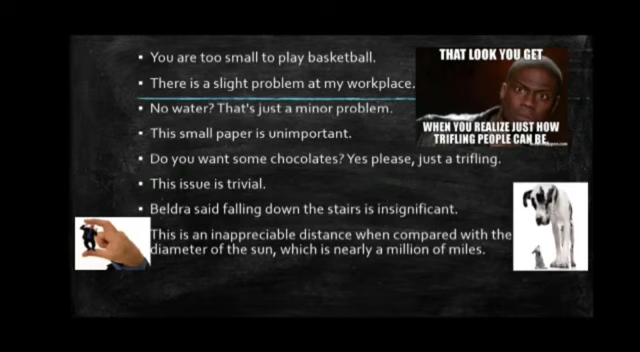 You are too small to play basketball.
There is a slight problem at my workplace.
No water? That's just a minor problem.
This small paper is unimportant.
Do you want some chocolates? Yes please, just a trifling.
This issue is trivial.
Beldra said falling down the stairs is insignificant.
This is an inappreciable distance when compared with the
diameter of the sun, which is nearly a million of miles.
THAT LOOK YOU GET
WHEN YOU REALIZE JUST HOW
TRIFLING PEOPLE CAN BE